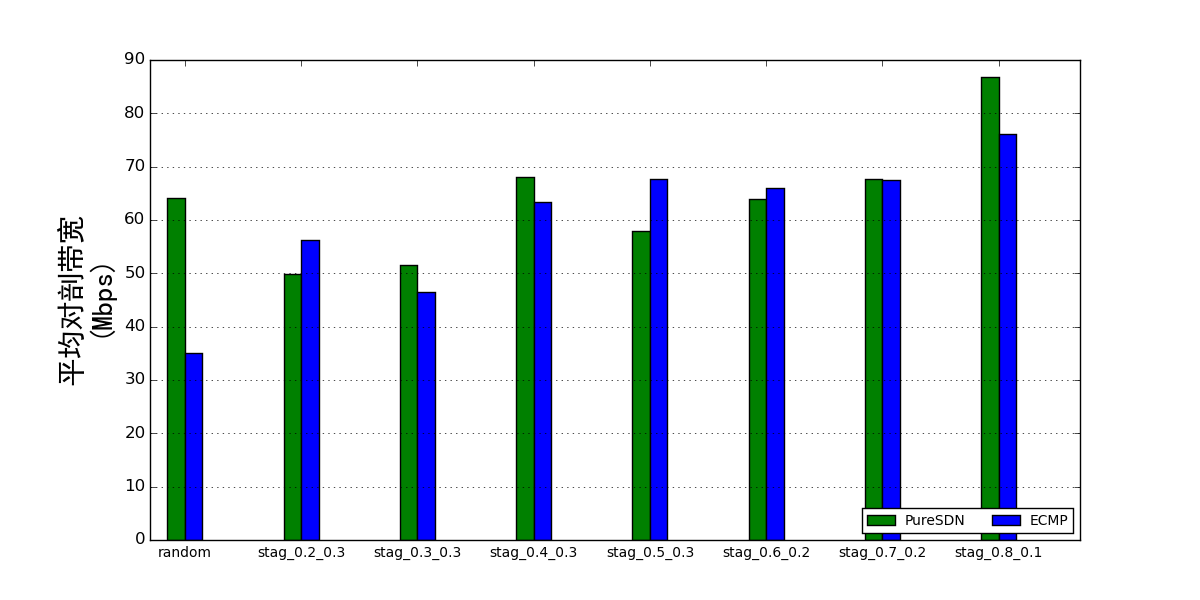 90
80
70
60
50
40
30
20
10
0
平均对剖带宽
(Mbps)
random stag_0.2_0.3 stag_0.3_0.3 stag_0.4_0.3 stag_0.5_0.3 stag_0.6_0.2 stag_0.7_0.2 stag_0.8_0.1
PureSDN ECMP